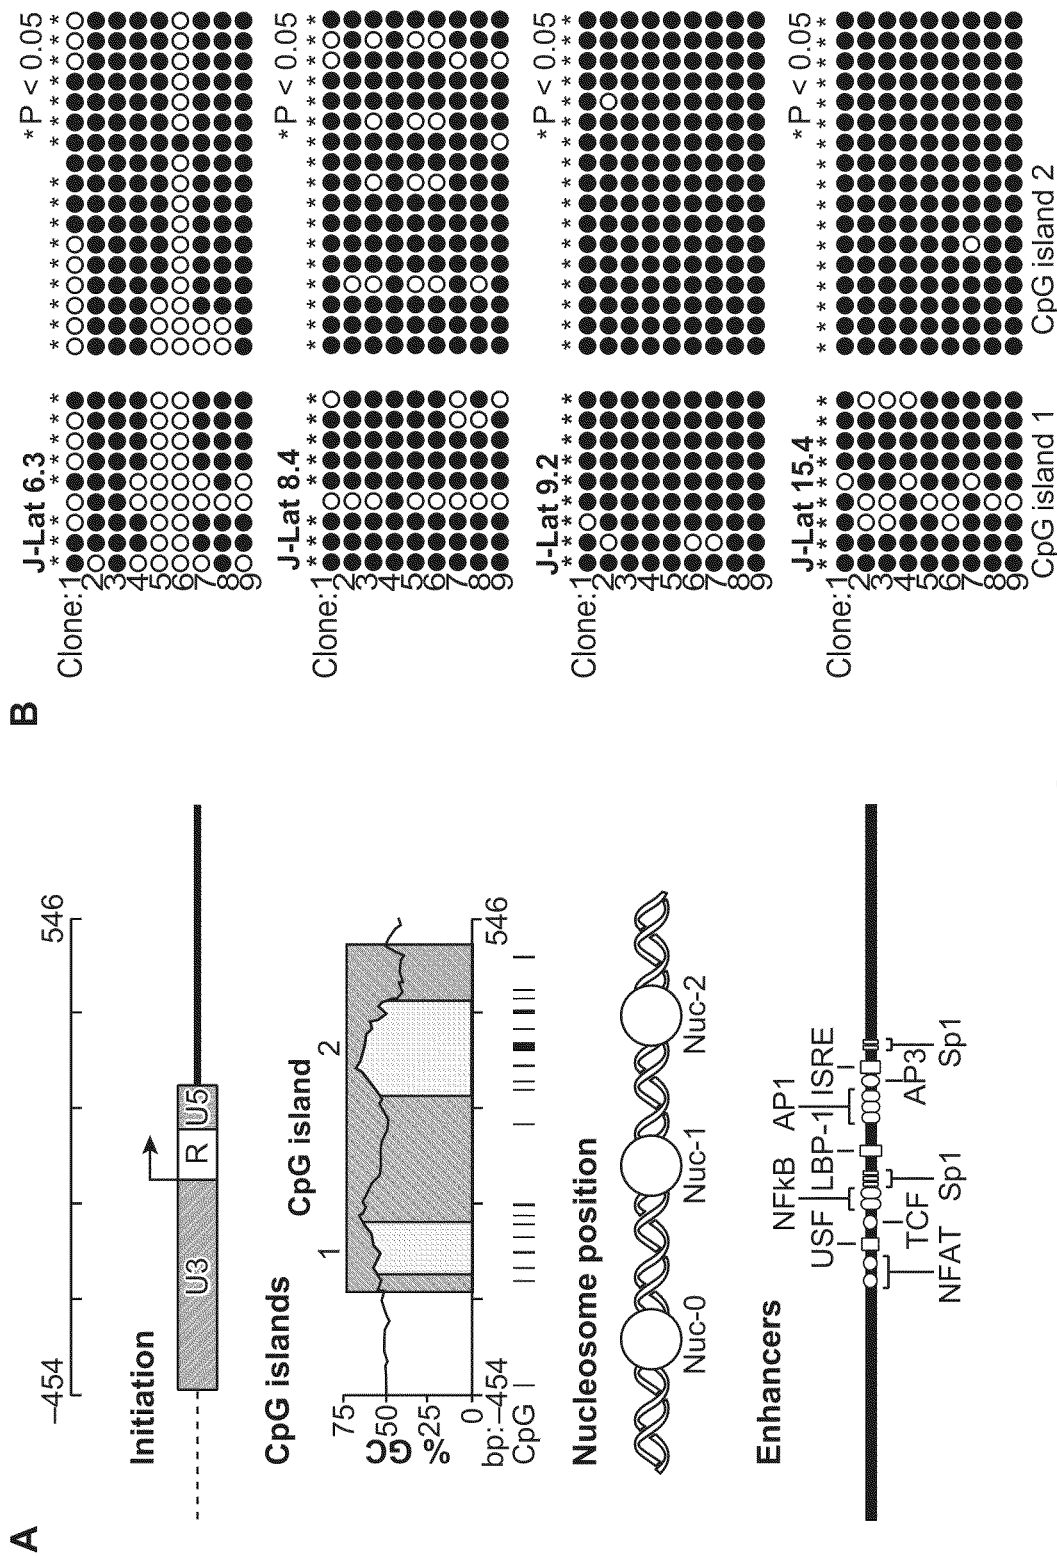 A
–454
546
Initiation
U3
R
U5
CpG islands
CpG island
1
2
75
50
25
0
% GC
bp:–454
546
CpG
Nucleosome position
Nuc-0
Nuc-1
Nuc-2
Enhancers
NFkB
AP1
USF
LBP-1
ISRE
NFAT
TCF
Sp1
AP3
Sp1
B
J-Lat 6.3
*P < 0.05
* * * * * * * * * * * * * * * * * * * *
Clone: 1
2
3
4
5
6
7
8
9
J-Lat 8.4
*P < 0.05
* * * * * * * * * * * * * * * * * * * * * * * * *
Clone: 1
2
3
4
5
6
7
8
9
J-Lat 9.2
*P < 0.05
* * * * * * * * * * * * * * * * * * * * * * * * * *
Clone: 1
2
3
4
5
6
7
8
9
J-Lat 15.4
*P < 0.05
* * * * * * * * * * * * * * * * * * * * * * * * * *
Clone: 1
2
3
4
5
6
7
8
9
CpG island 1
CpG island 2